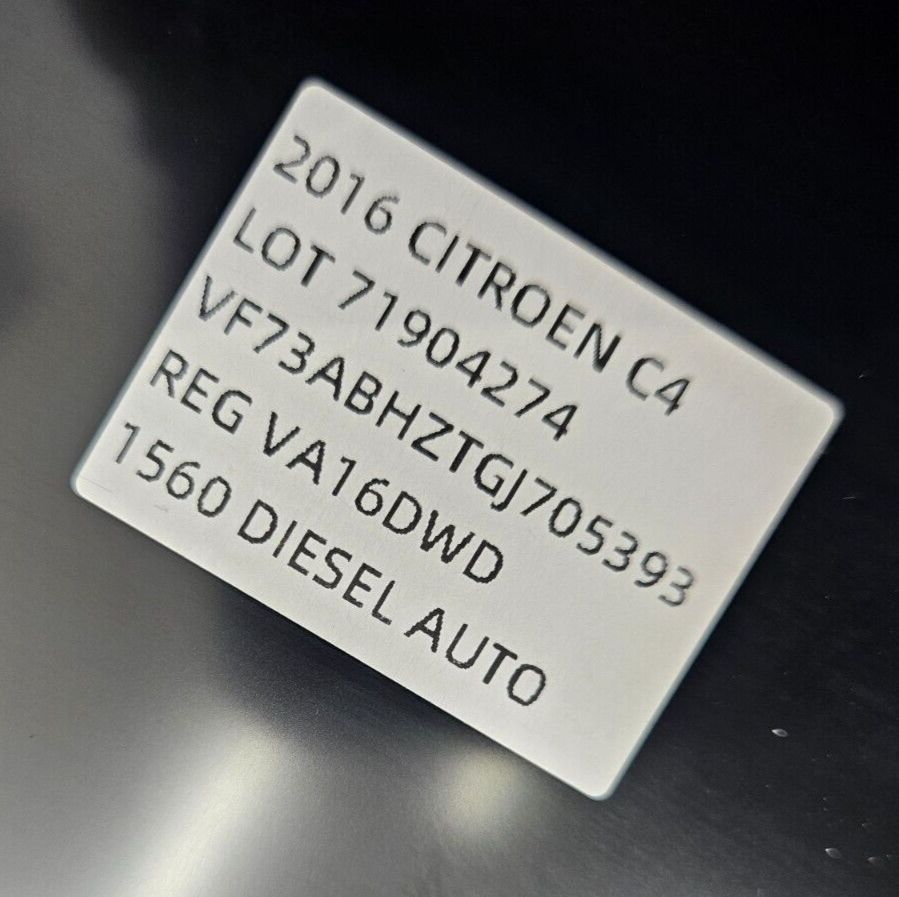 2016 CITROEN C4
LOT 71904274
VF73ABHZTGJ705393
REG VA16DWD
1560 DIESEL AUTO